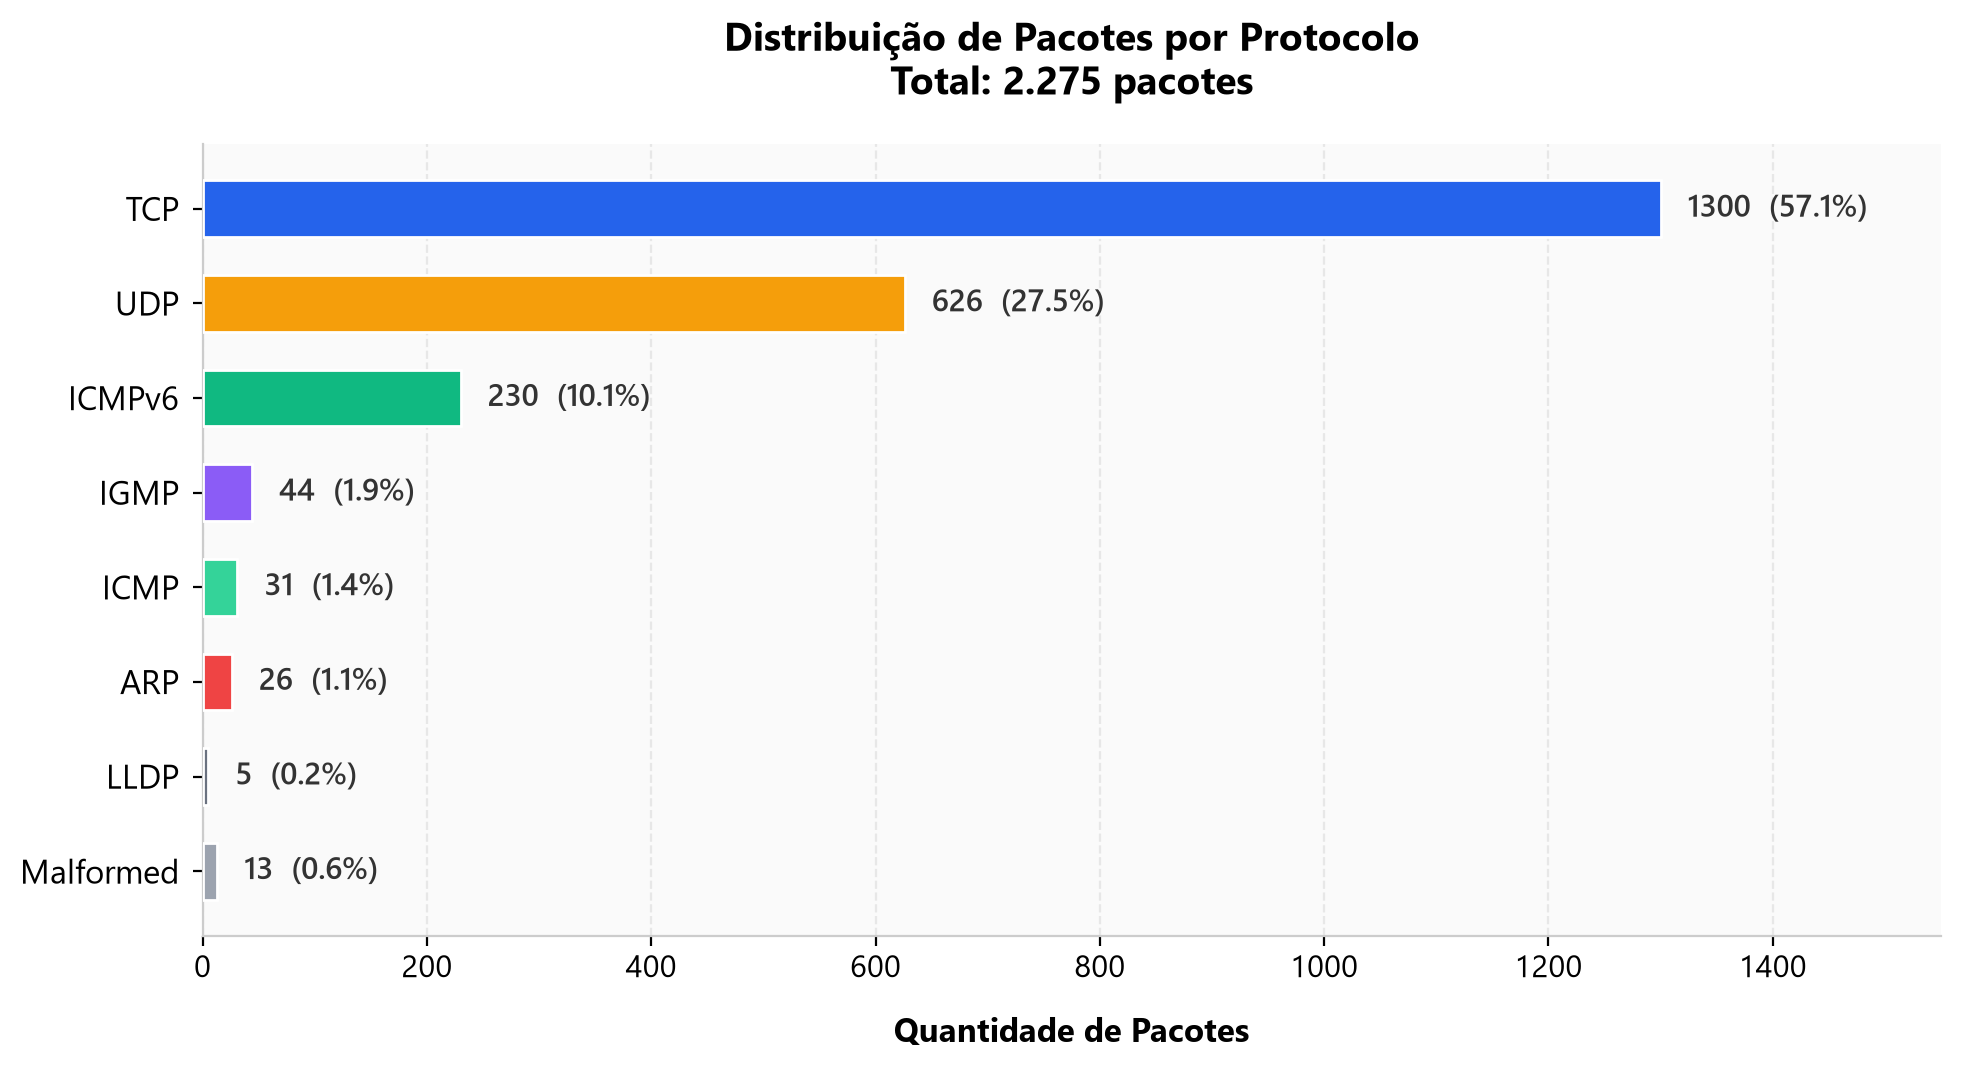 Distribuição de Pacotes por Protocolo
Total: 2.275 pacotes
TCP 1300 (57.1%)
UDP 626 (27.5%)
ICMPv6 230 (10.1%)
IGMP 44 (1.9%)
ICMP 31 (1.4%)
ARP 26 (1.1%)
LLDP 5 (0.2%)
Malformed 13 (0.6%)
0 200 400 600 800 1000 1200 1400
Quantidade de Pacotes